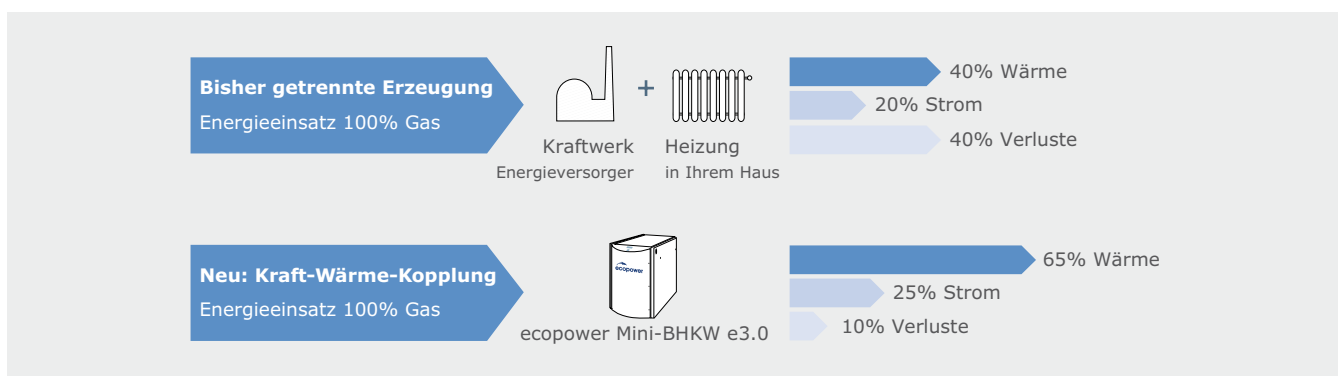 Bisher getrennte Erzeugung
Energieeinsatz 100% Gas
+
Kraftwerk
Energieversorger
Heizung
in Ihrem Haus
40% Wärme
20% Strom
40% Verluste
Neu: Kraft-Wärme-Kopplung
Energieeinsatz 100% Gas
ecopower
ecopower Mini-BHKW e3.0
65% Wärme
25% Strom
10% Verluste